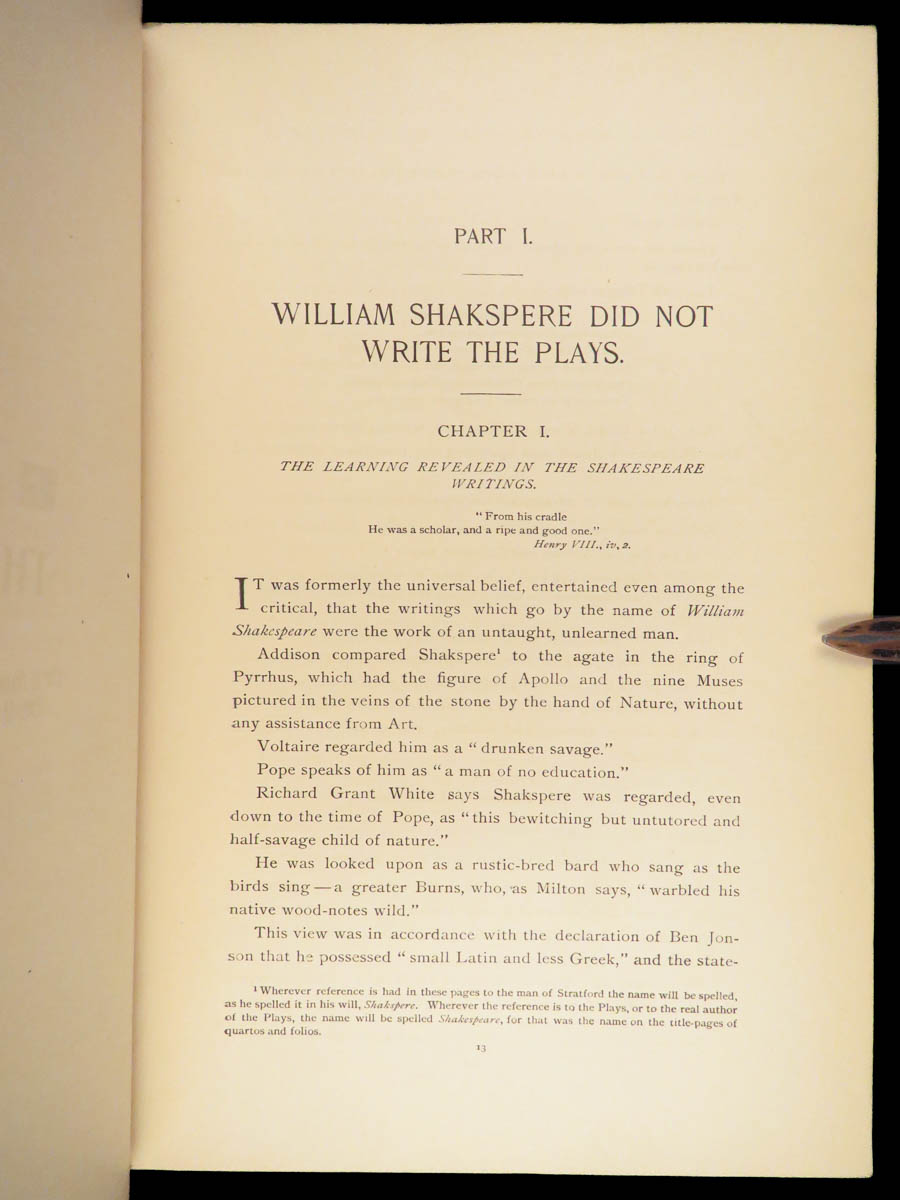 PART I.
WILLIAM SHAKSPERE DID NOT
WRITE THE PLAYS.
CHAPTER I.
THE LEARNING REVEALED IN THE SHAKESPEARE
WRITINGS.
"From his cradle
He was a scholar, and a ripe and good one."
Henry VIII., iv, 2.
IT was formerly the universal belief, entertained even among the
critical, that the writings which go by the name of William
Shakespeare were the work of an untaught, unlearned man.
Addison compared Shakspere¹ to the agate in the ring of
Pyrrhus, which had the figure of Apollo and the nine Muses
pictured in the veins of the stone by the hand of Nature, without
any assistance from Art.
Voltaire regarded him as a "drunken savage."
Pope speaks of him as "a man of no education."
Richard Grant White says Shakspere was regarded, even
down to the time of Pope, as "this bewitching but untutored and
half-savage child of nature."
He was looked upon as a rustic-bred bard who sang as the
birds sing—a greater Burns, who, as Milton says, "warbled his
native wood-notes wild."
This view was in accordance with the declaration of Ben Jon-
son that he possessed "small Latin and less Greek," and the state-
¹ Wherever reference is had in these pages to the man of Stratford the name will be spelled,
as he spelled it in his will, Shakspere. Wherever the reference is to the Plays, or to the real author
of the Plays, the name will be spelled Shakespeare, for that was the name on the title-pages of
quartos and folios.
13